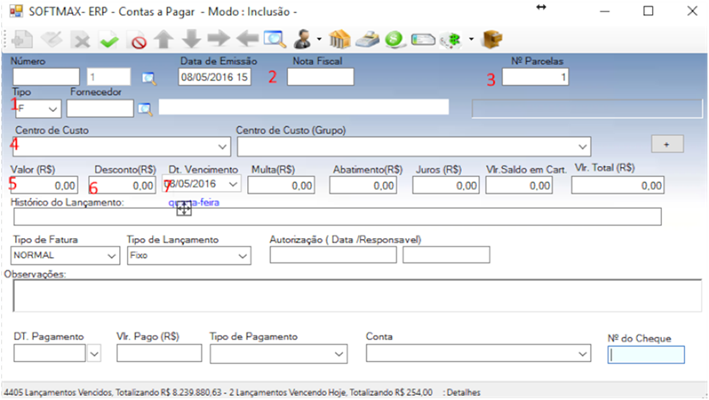 SOFTMAX- ERP - Contas a Pagar - Modo : Inclusão -
Número Data de Emissão Nota Fiscal Nº Parcelas
1 08/05/2016 15 2 3 1
Tipo Fornecedor
1 F
Centro de Custo Centro de Custo (Grupo)
4 +
Valor (R$) Desconto(R$) Dt. Vencimento Multa(R$) Abatimento(R$) Juros (R$) Vlr.Saldo em Cart. Vlr. Total (R$)
5 0,00 6 0,00 7 08/05/2016 0,00 0,00 0,00 0,00 0,00
Histórico do Lançamento:
Tipo de Fatura Tipo de Lançamento Autorização ( Data /Responsavel)
NORMAL Fixo
Observações:
DT. Pagamento Vlr. Pago (R$) Tipo de Pagamento Conta Nº do Cheque
4405 Lançamentos Vencidos, Totalizando R$ 8.239.880,63 - 2 Lançamentos Vencendo Hoje, Totalizando R$ 254,00 : Detalhes